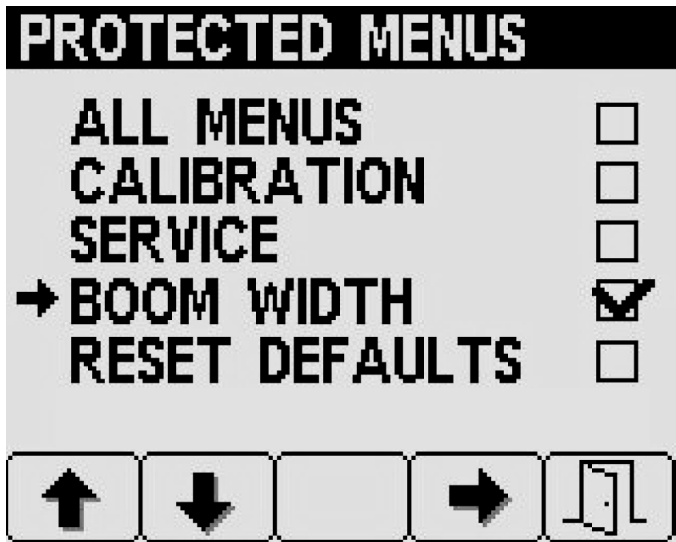 PROTECTED MENUS
ALL MENUS
CALIBRATION
SERVICE
BOOM WIDTH
RESET DEFAULTS